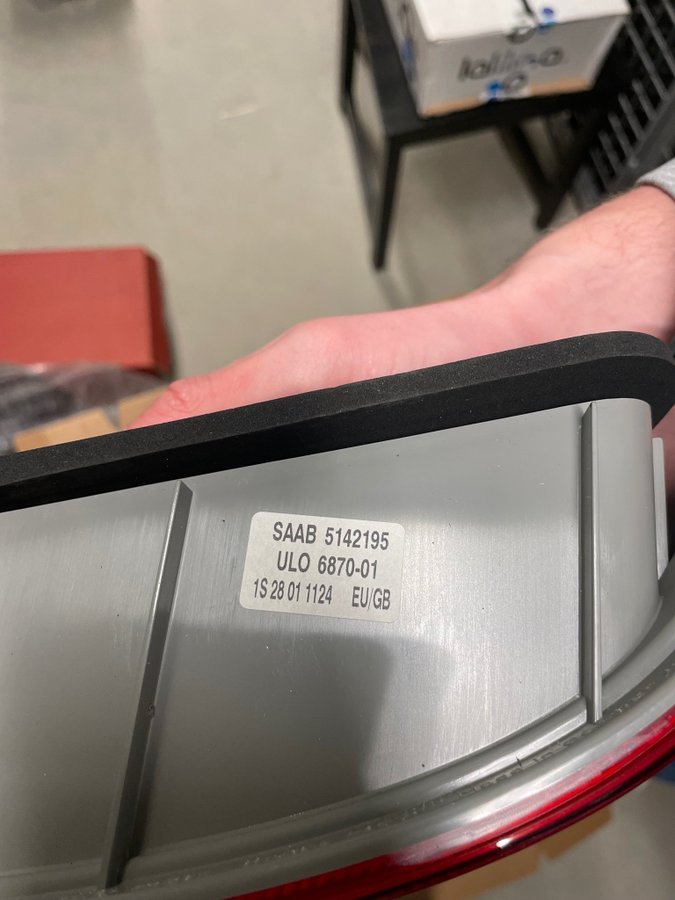 SAAB 5142195
ULO 6870-01
1S 28 01 1124 EU/GB